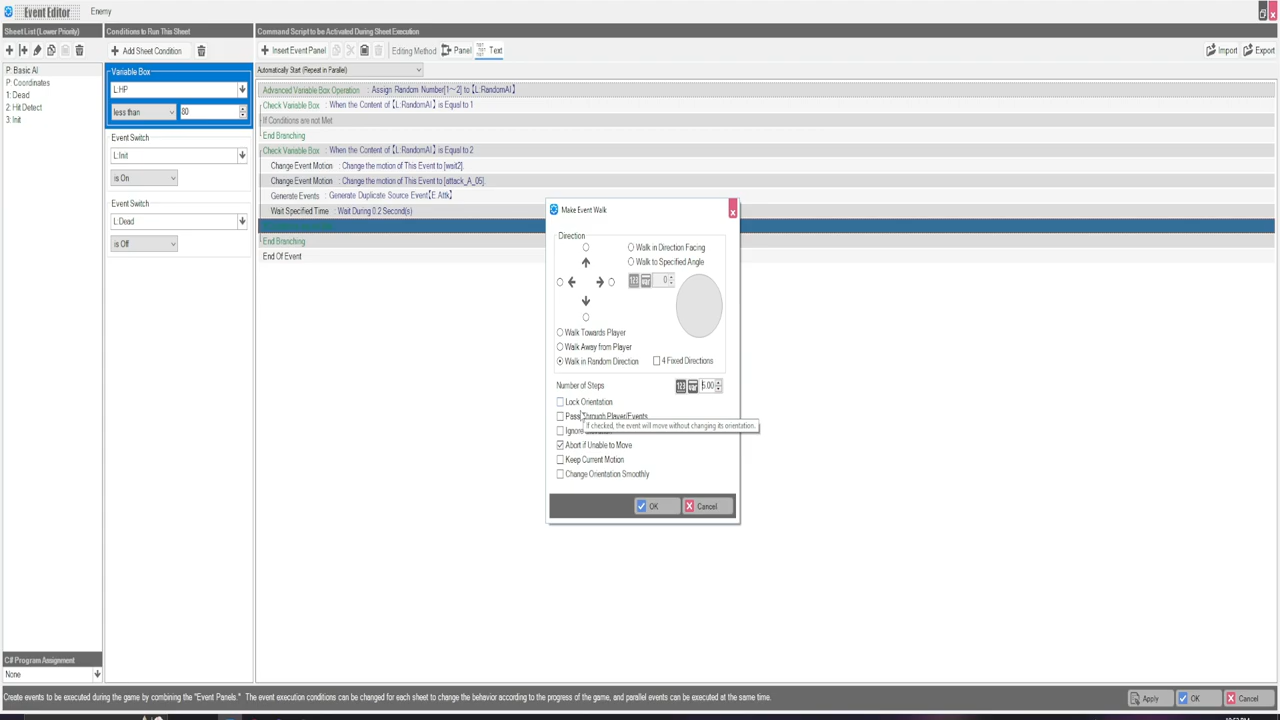 Event Editor Enemy
Sheet List (Lower Priority) Conditions to Run This Sheet Command Script to be Activated During Sheet Execution
Add Sheet Condition Insert Event Panel Editing Method Panel Text Import Export
P: Basic AI
P: Coordinates
1: Dead
2: Hit Detect
3: Init
Variable Box
L:HP
less than 80
Event Switch
L:Init
is On
Event Switch
L:Dead
is Off
Automatically Start (Repeat in Parallel)
Advanced Variable Box Operation : Assign Random Number[1～2] to【L:RandomAI】
Check Variable Box : When the Content of【L:RandomAI】is Equal to 1
If Conditions are not Met
End Branching
Check Variable Box : When the Content of【L:RandomAI】is Equal to 2
Change Event Motion : Change the motion of This Event to [wait2].
Change Event Motion : Change the motion of This Event to [attack_A_05].
Generate Events : Generate Duplicate Source Event【E.Attk】
Wait Specified Time : Wait During 0.2 Second(s)
End Branching
End Of Event
Make Event Walk
Direction
Walk in Direction Facing
Walk to Specified Angle
0
Walk Towards Player
Walk Away from Player
Walk in Random Direction 4 Fixed Directions
Number of Steps 5.00
Lock Orientation
Pass Through Player/Events
If checked, the event will move without changing its orientation.
Ignore
Abort if Unable to Move
Keep Current Motion
Change Orientation Smoothly
OK Cancel
C# Program Assignment
None
Create events to be executed during the game by combining the "Event Panels." The event execution conditions can be changed for each sheet to change the behavior according to the progress of the game, and parallel events can be executed at the same time.
Apply OK Cancel